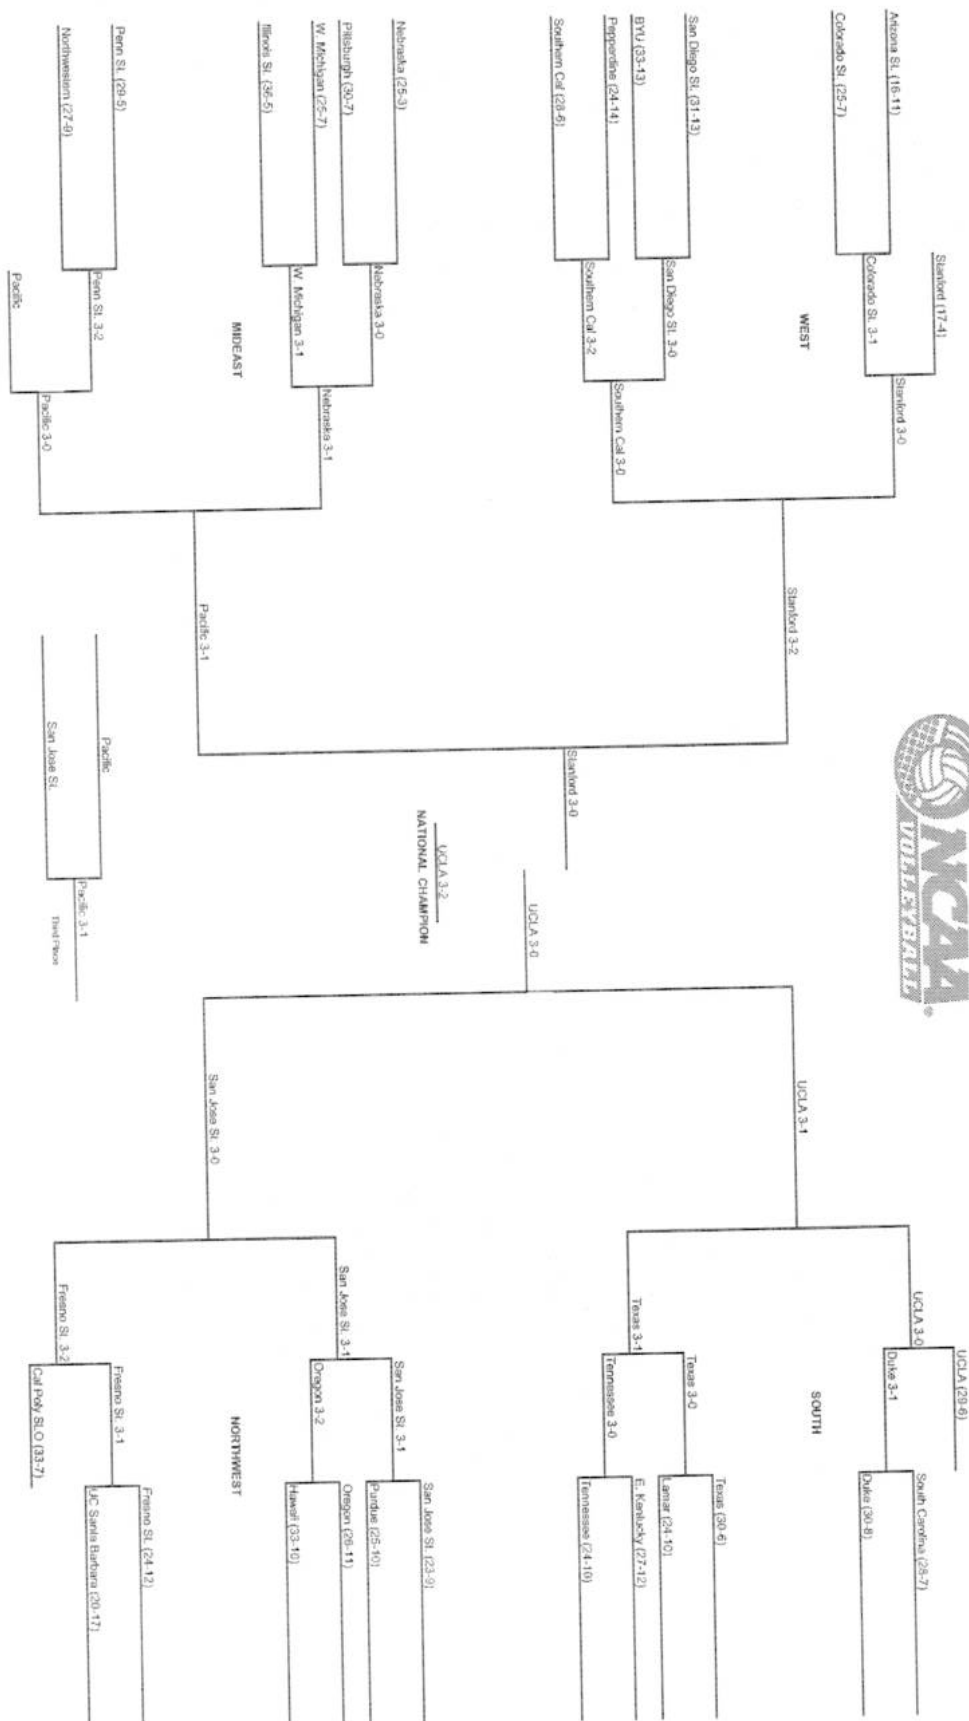 NCAA®
VOLLEYBALL
Arizona St. (16-11)
Colorado St. (25-7)
Stanford (17-4)
Colorado St. 3-1
Stanford 3-0
WEST
San Diego St. (31-13)
BYU (33-13)
Pepperdine (24-14)
Southern Cal (28-6)
San Diego St. 3-0
Southern Cal 3-2
Southern Cal 3-0
Stanford 3-2
Nebraska (25-3)
Pittsburgh (30-7)
W. Michigan (25-7)
Illinois St. (36-5)
Nebraska 3-0
W. Michigan 3-1
Nebraska 3-1
MIDEAST
Penn St. (29-5)
Northwestern (27-9)
Penn St. 3-2
Pacific
Pacific 3-0
Pacific 3-1
Stanford 3-0
UCLA 3-0
UCLA 3-2
NATIONAL CHAMPION
Pacific
San Jose St.
Pacific 3-1
Third Place
UCLA 3-1
UCLA 3-0
UCLA (29-6)
Duke 3-1
South Carolina (28-7)
Duke (30-8)
SOUTH
Texas 3-1
Texas 3-0
Tennessee 3-0
Texas (30-6)
Lamar (24-10)
E. Kentucky (27-12)
Tennessee (24-10)
San Jose St. 3-0
San Jose St. 3-1
San Jose St. 3-1
Oregon 3-2
San Jose St. (23-9)
Purdue (25-10)
Oregon (26-11)
Hawaii (33-10)
NORTHWEST
Fresno St. 3-2
Fresno St. 3-1
Cal Poly SLO (33-7)
Fresno St. (24-12)
UC Santa Barbara (20-17)